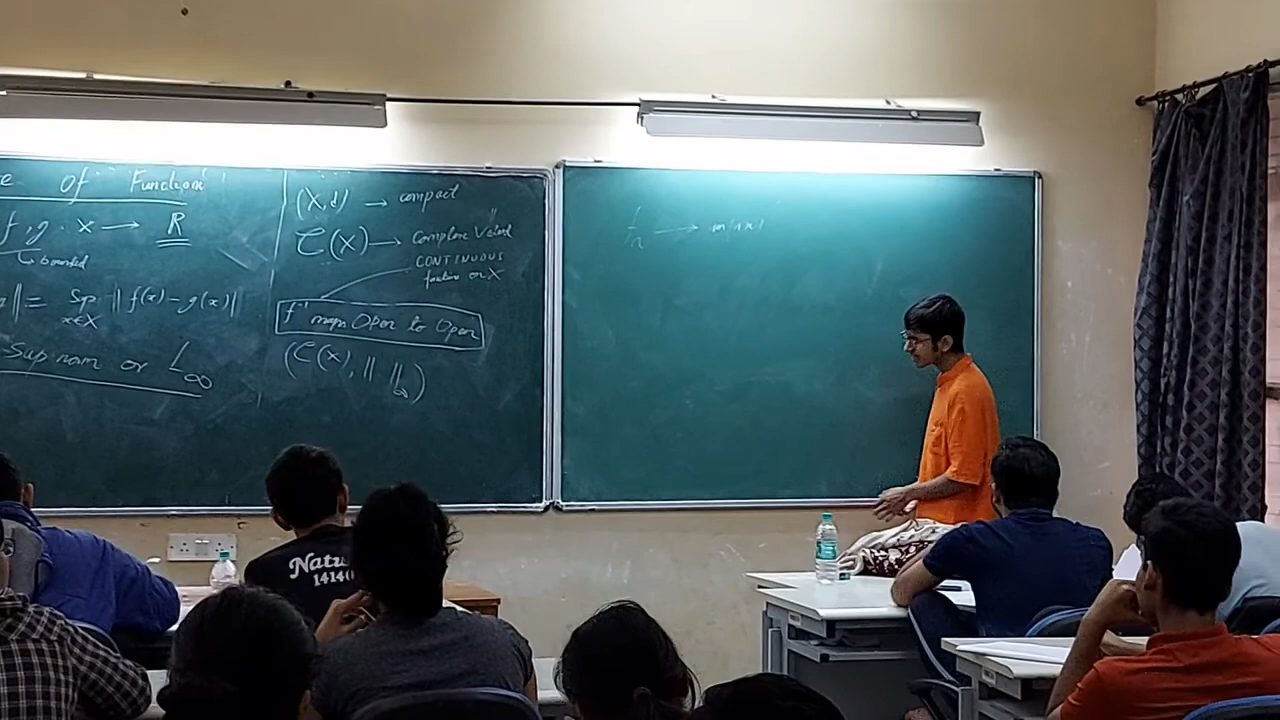 e of Function
f, g : X → R
↳ bounded
|| = Sup || f(x) - g(x) ||
x∈X
Sup norm or L∞
(X, d) → compact
C(X) → Complex Valued
CONTINUOUS
function on X
f⁻¹ maps Open to Open
(C(X), || ||∞)
fₙ →
Natu
1414